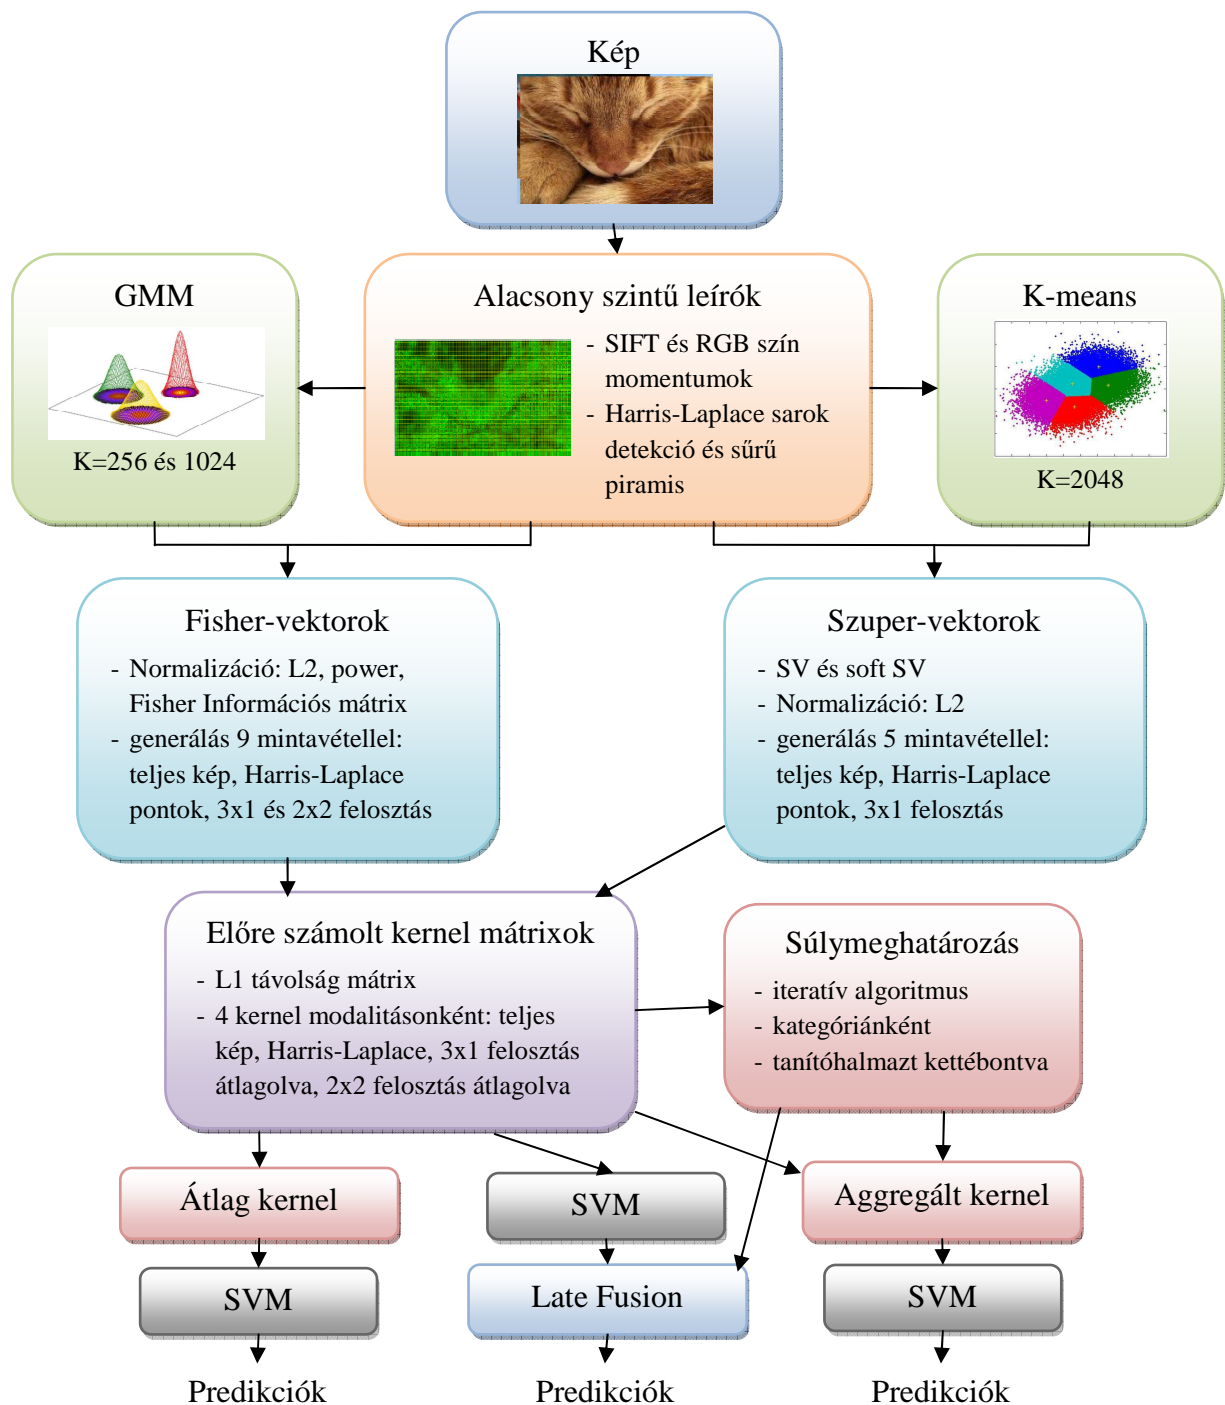 Kép
GMM
K=256 és 1024
Alacsony szintű leírók
- SIFT és RGB szín
momentumok
- Harris-Laplace sarok
detekció és sűrű
piramis
K-means
K=2048
Fisher-vektorok
- Normalizáció: L2, power,
Fisher Információs mátrix
- generálás 9 mintavétellel:
teljes kép, Harris-Laplace
pontok, 3x1 és 2x2 felosztás
Szuper-vektorok
- SV és soft SV
- Normalizáció: L2
- generálás 5 mintavétellel:
teljes kép, Harris-Laplace
pontok, 3x1 felosztás
Előre számolt kernel mátrixok
- L1 távolság mátrix
- 4 kernel modalitásonként: teljes
kép, Harris-Laplace, 3x1 felosztás
átlagolva, 2x2 felosztás átlagolva
Súlymeghatározás
- iteratív algoritmus
- kategóriánként
- tanítóhalmazt kettébontva
Átlag kernel
SVM
Aggregált kernel
SVM
Late Fusion
SVM
Predikciók
Predikciók
Predikciók